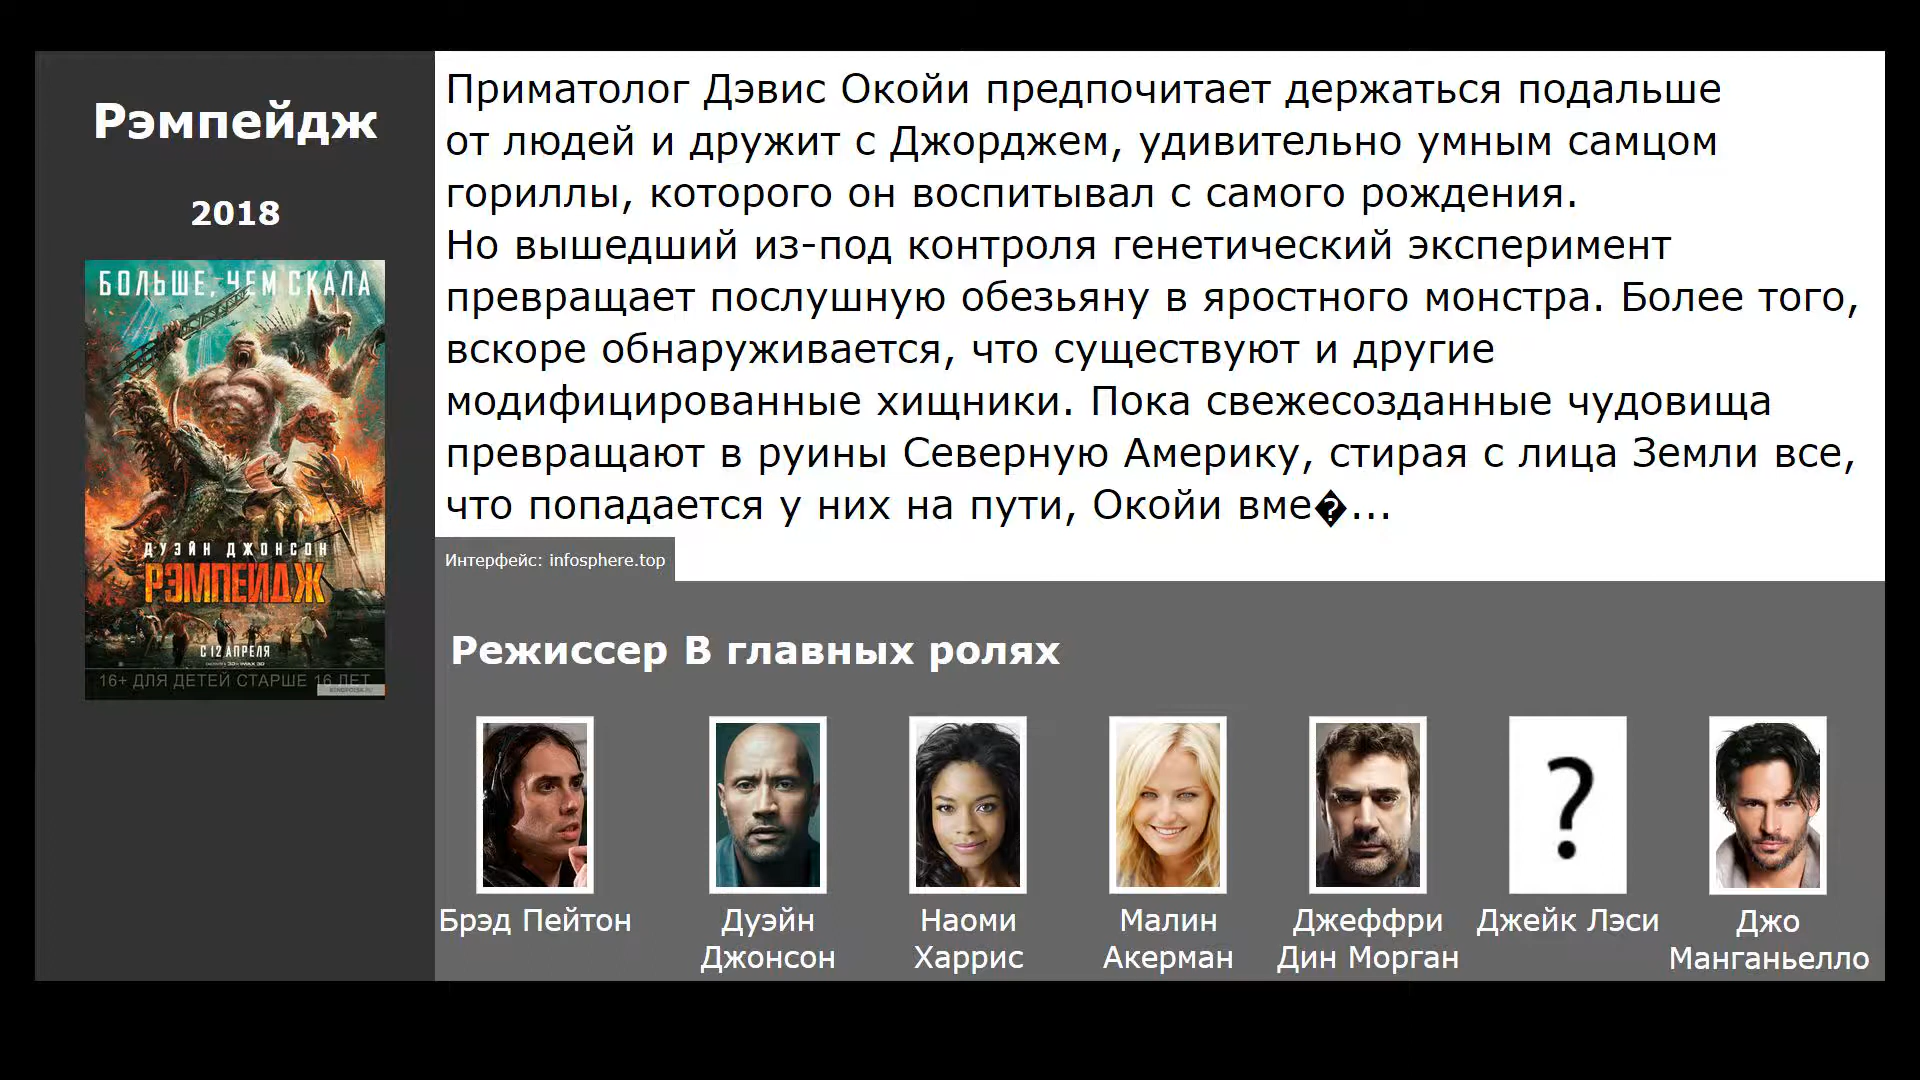 Рэмпейдж
2018
БОЛЬШЕ, ЧЕМ СКАЛА
ДУЭЙН ДЖОНСОН
РЭМПЕЙДЖ
С 12 АПРЕЛЯ
16+ ДЛЯ ДЕТЕЙ СТАРШЕ 16 ЛЕТ
Приматолог Дэвис Окойи предпочитает держаться подальше
от людей и дружит с Джорджем, удивительно умным самцом
гориллы, которого он воспитывал с самого рождения.
Но вышедший из-под контроля генетический эксперимент
превращает послушную обезьяну в яростного монстра. Более того,
вскоре обнаруживается, что существуют и другие
модифицированные хищники. Пока свежесозданные чудовища
превращают в руины Северную Америку, стирая с лица Земли все,
что попадается у них на пути, Окойи вме�...
Интерфейс: infosphere.top
Режиссер В главных ролях
?
Брэд Пейтон
Дуэйн
Джонсон
Наоми
Харрис
Малин
Акерман
Джеффри
Дин Морган
Джейк Лэси
Джо
Манганьелло